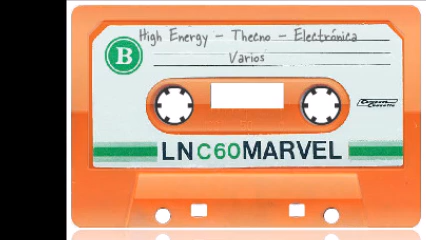 High Energy - Thecno - Electrónica
B
Varios
LN C60 MARVEL